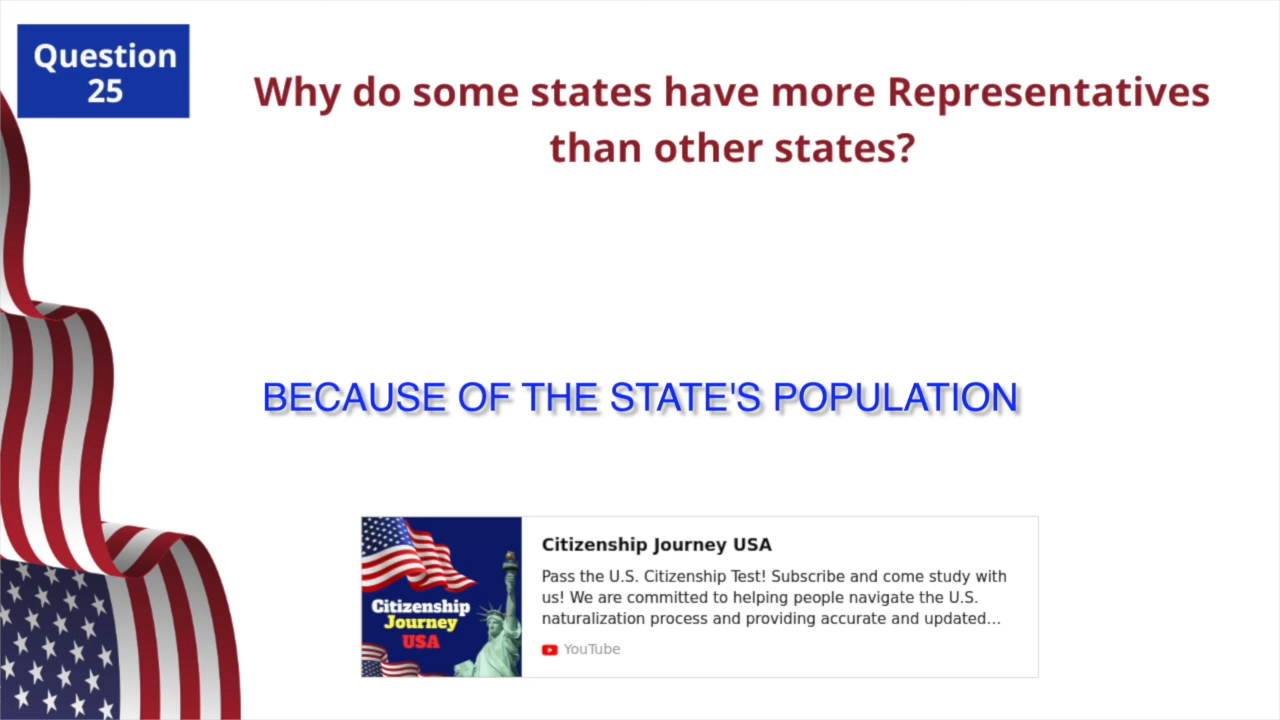 Question
25
Why do some states have more Representatives
than other states?
BECAUSE OF THE STATE'S POPULATION
Citizenship Journey USA
Pass the U.S. Citizenship Test! Subscribe and come study with
us! We are committed to helping people navigate the U.S.
naturalization process and providing accurate and updated...
YouTube
Citizenship
Journey
USA